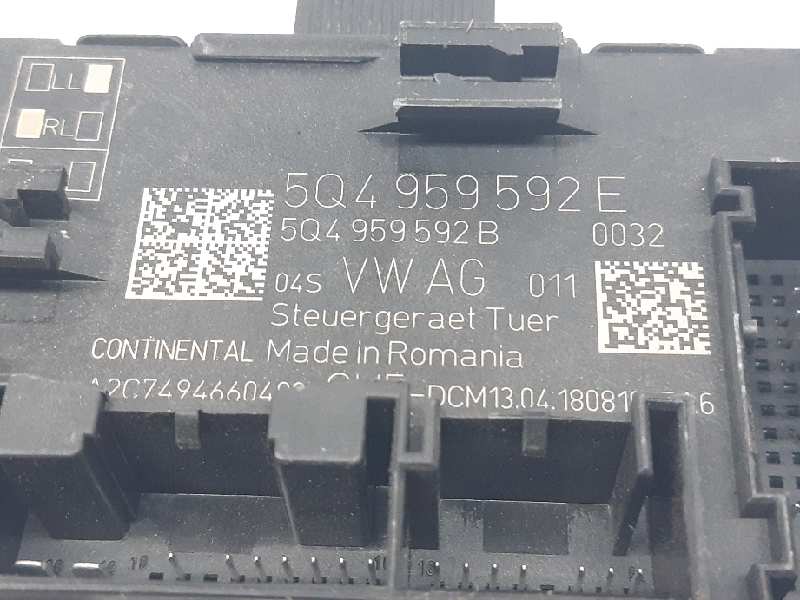 LL
RL
5Q4 959 592 E
5Q4 959 592 B 0032
04S VW AG 011
Steuergeraet Tuer
CONTINENTAL Made in Romania